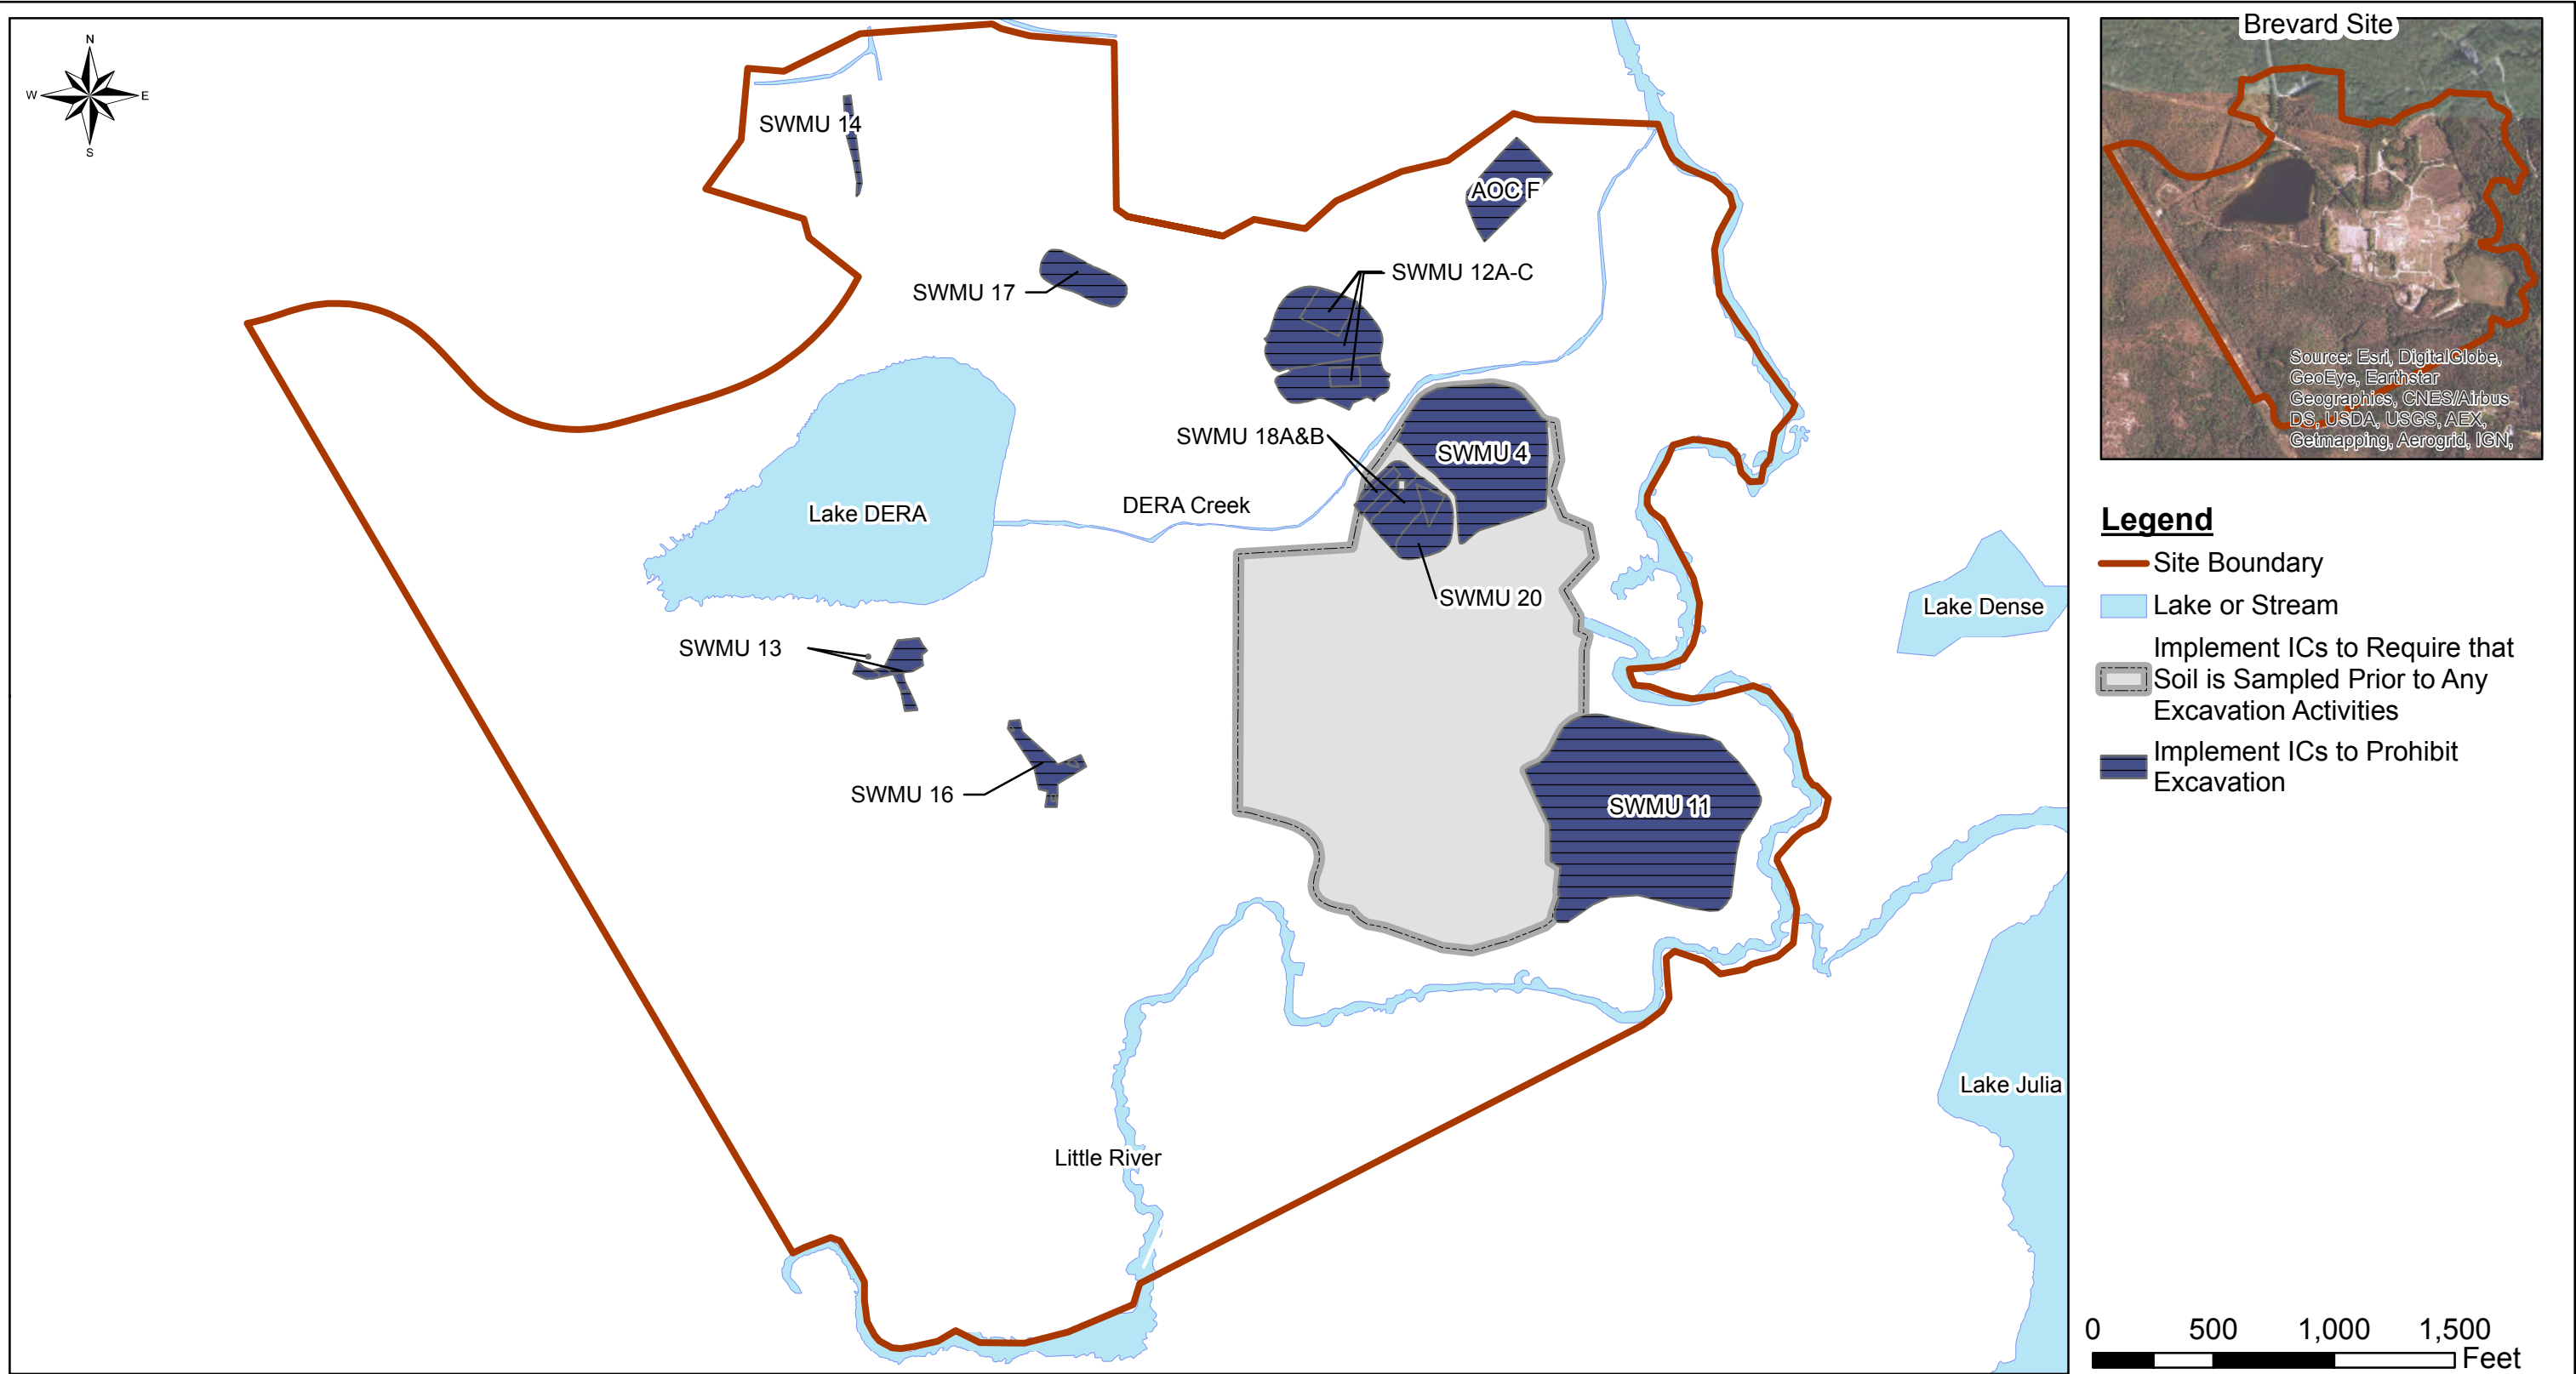 N
W
E
S
SWMU 14
AOC F
SWMU 17
SWMU 12A-C
SWMU 18A&B
SWMU 4
DERA Creek
Lake DERA
SWMU 20
Lake Dense
SWMU 13
SWMU 16
SWMU 11
Lake Julia
Little River
Brevard Site
Source: Esri, DigitalGlobe,
GeoEye, Earthstar
Geographics, CNES/Airbus
DS, USDA, USGS, AEX,
Getmapping, Aerogrid, IGN,
Legend
Site Boundary
Lake or Stream
Implement ICs to Require that
Soil is Sampled Prior to Any
Excavation Activities
Implement ICs to Prohibit
Excavation
0 500 1,000 1,500
Feet